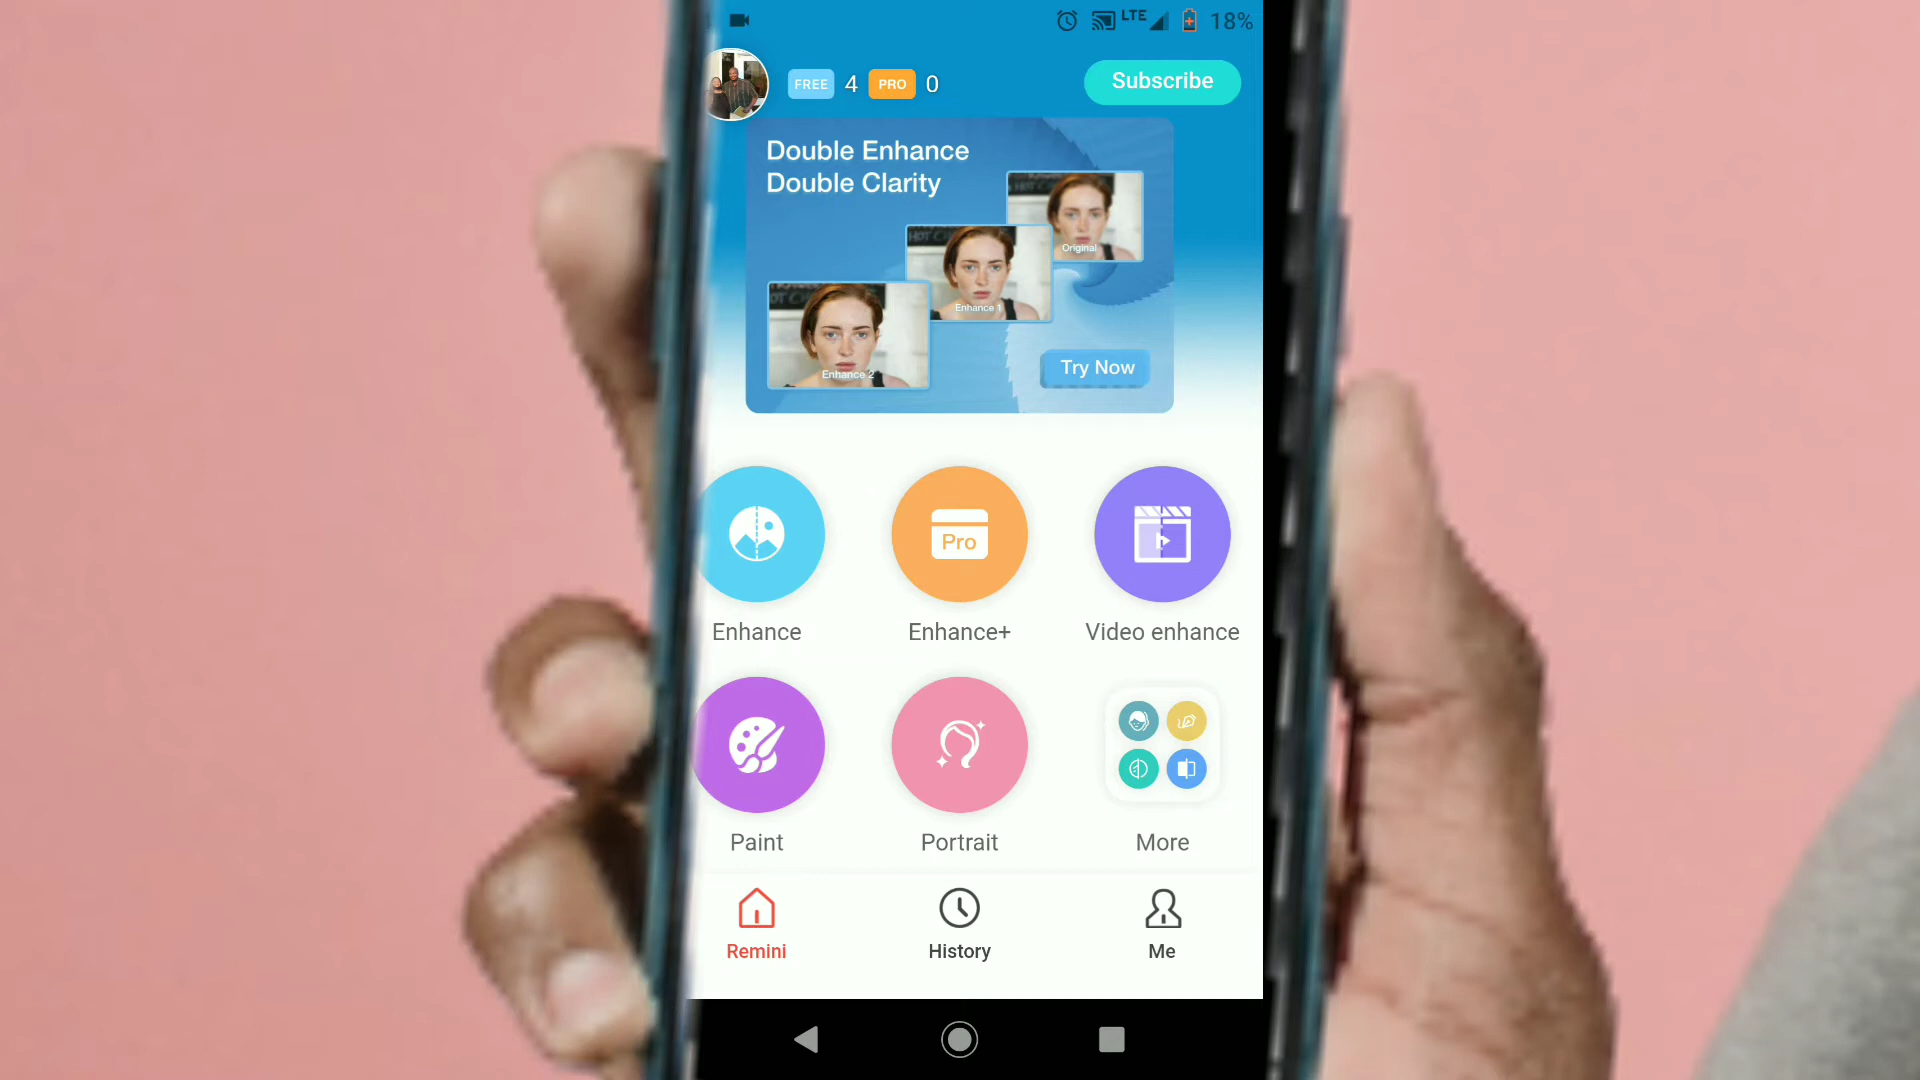 LTE
18%
FREE 4 PRO 0
Subscribe
Double Enhance
Double Clarity
Original
Enhance 1
Enhance 2
Try Now
Pro
Enhance
Enhance+
Video enhance
Paint
Portrait
More
Remini
History
Me